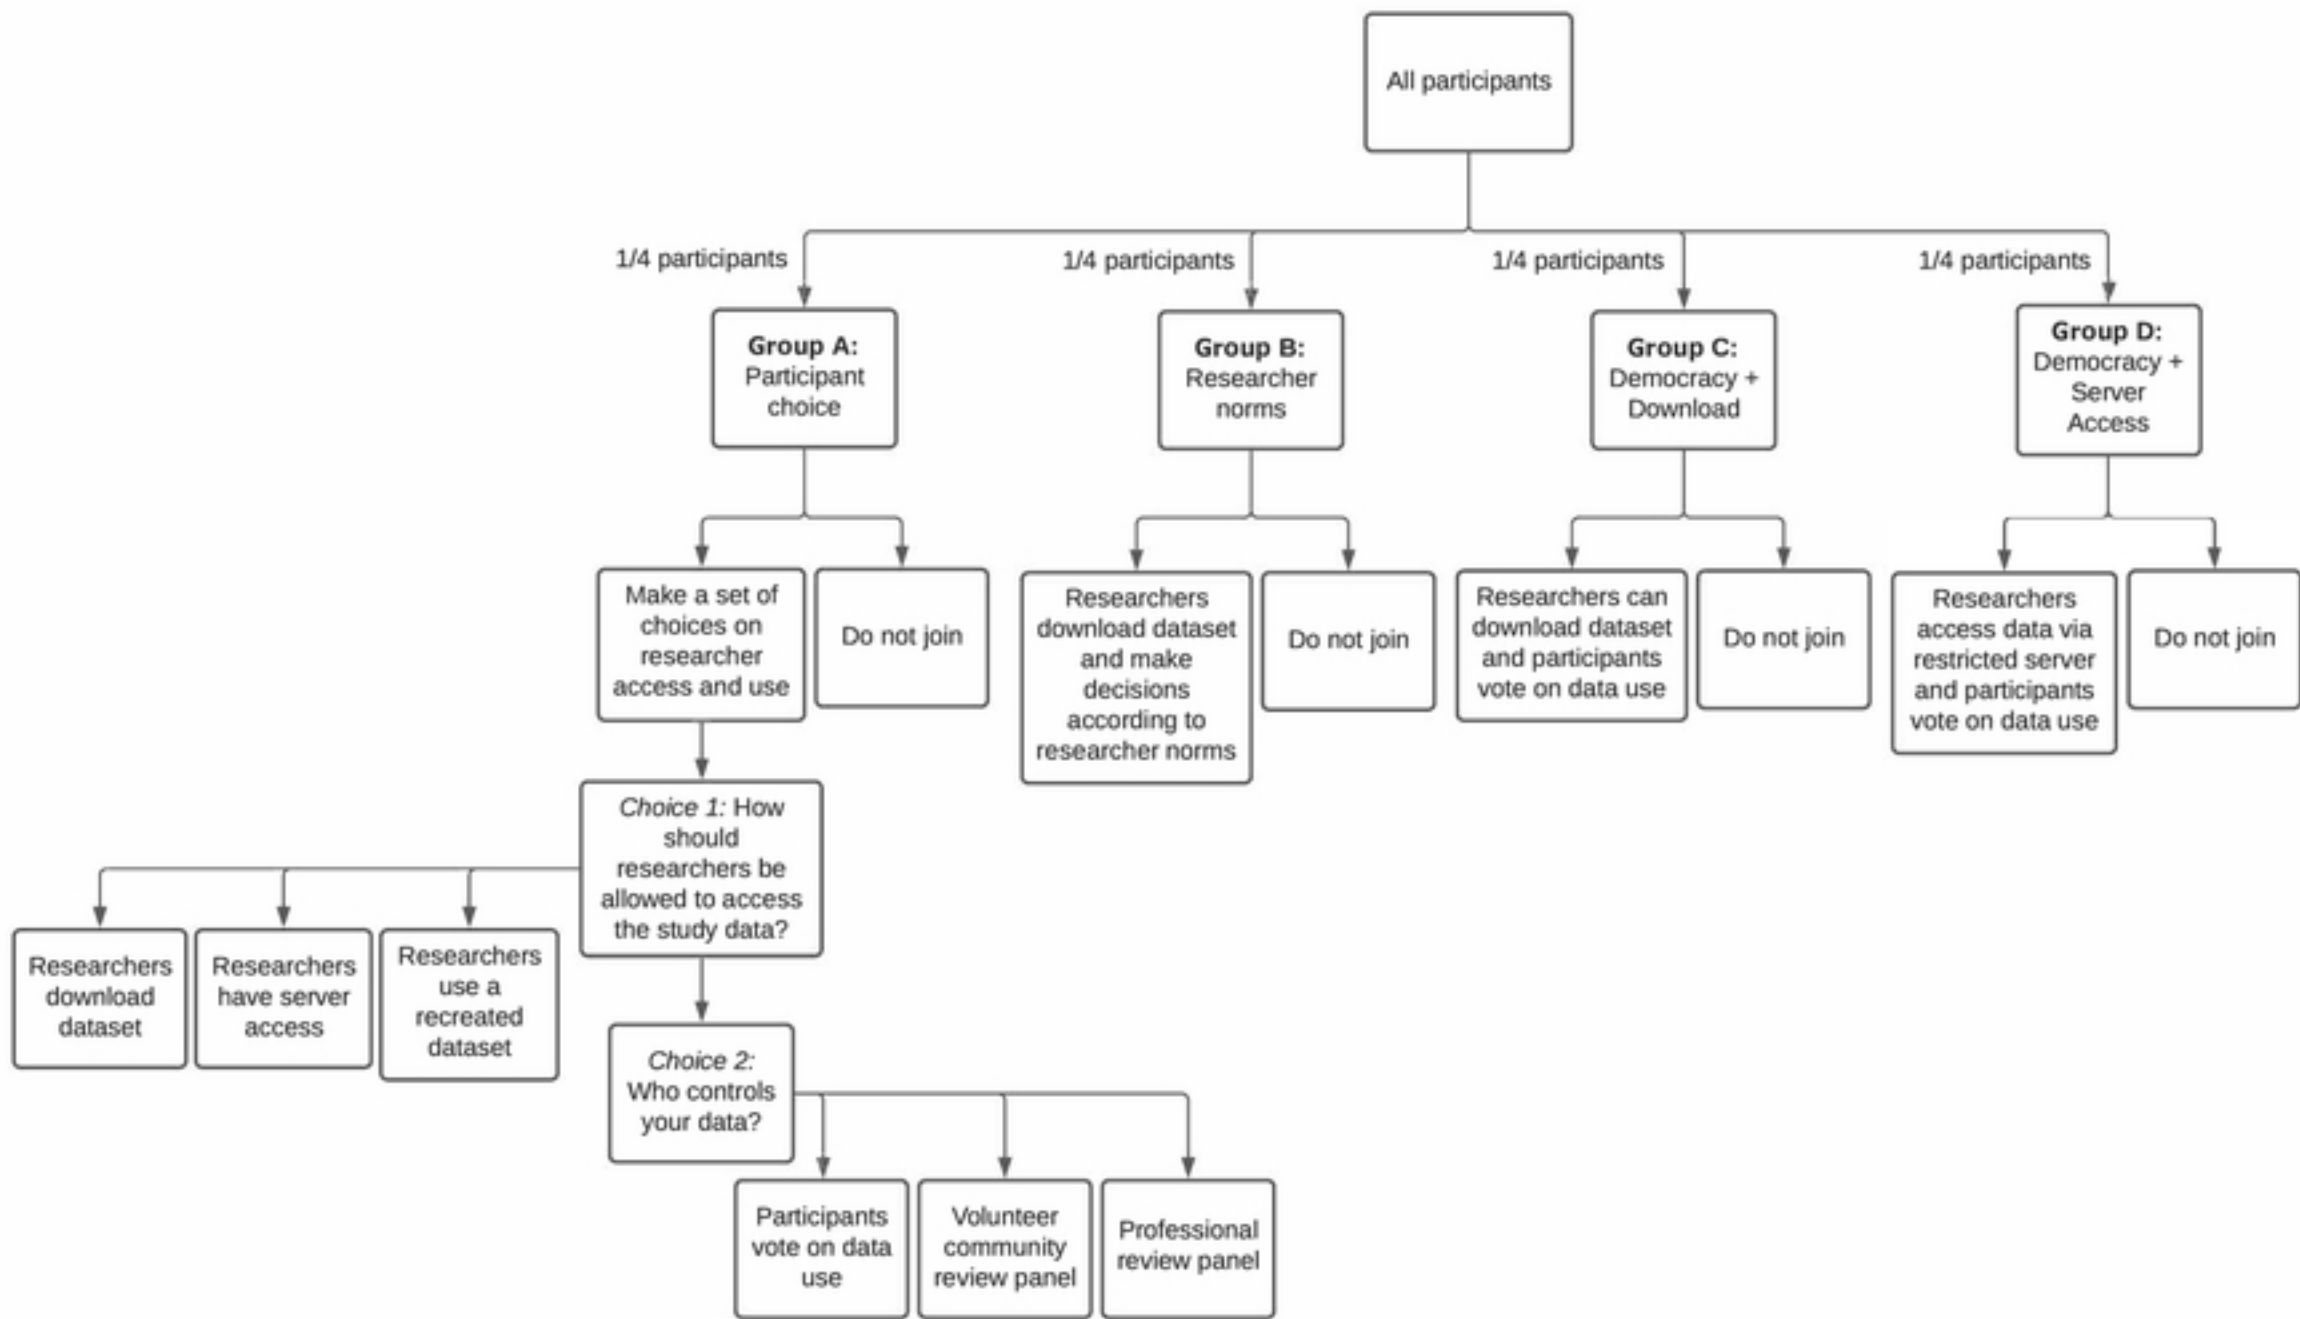 All participants
1/4 participants
1/4 participants
1/4 participants
1/4 participants
Group A:
Participant
choice
Group B:
Researcher
norms
Group C:
Democracy +
Download
Group D:
Democracy +
Server
Access
Make a set of
choices on
researcher
access and use
Do not join
Researchers
download dataset
and make
decisions
according to
researcher norms
Do not join
Researchers can
download dataset
and participants
vote on data use
Do not join
Researchers
access data via
restricted server
and participants
vote on data use
Do not join
Choice 1: How
should
researchers be
allowed to access
the study data?
Researchers
download
dataset
Researchers
have server
access
Researchers
use a
recreated
dataset
Choice 2:
Who controls
your data?
Participants
vote on data
use
Volunteer
community
review panel
Professional
review panel